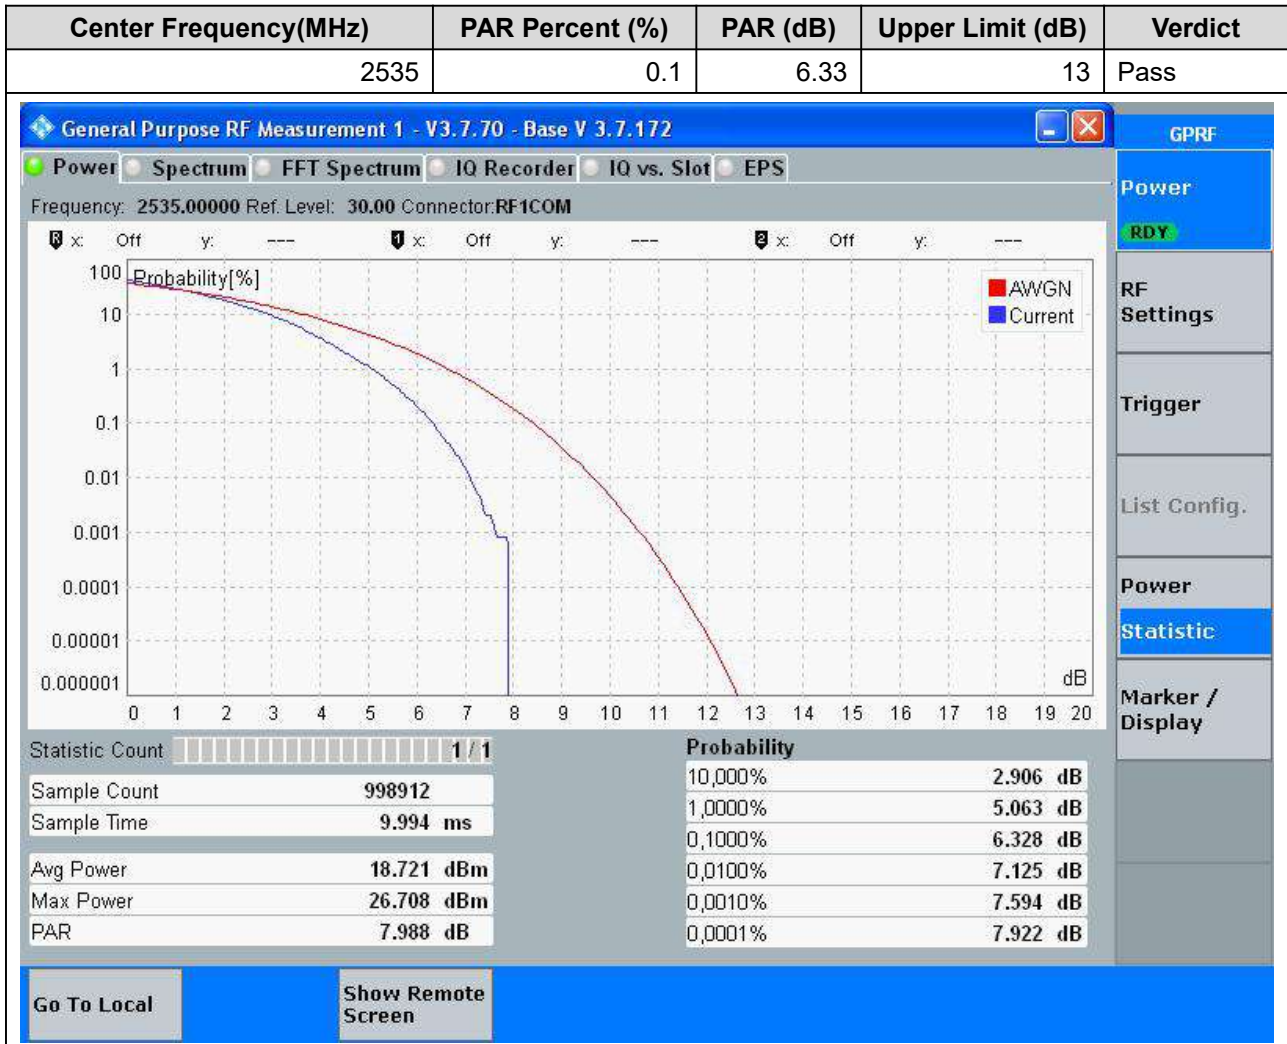 Center Frequency(MHz) PAR Percent (%) PAR (dB) Upper Limit (dB) Verdict
2535 0.1 6.33 13 Pass
General Purpose RF Measurement 1 - V3.7.70 - Base V 3.7.172
GPRF
Power Spectrum FFT Spectrum IQ Recorder IQ vs. Slot EPS
Power
RDY
Frequency: 2535.00000 Ref. Level: 30.00 Connector:RF1COM
R x: Off y: --- 1 x: Off y: --- 2 x: Off y: ---
Probability[%]
AWGN
Current
100
10
1
0.1
0.01
0.001
0.0001
0.00001
0.000001
dB
0 1 2 3 4 5 6 7 8 9 10 11 12 13 14 15 16 17 18 19 20
RF
Settings
Trigger
List Config.
Power
Statistic
Marker /
Display
Statistic Count 1 / 1
Sample Count 998912
Sample Time 9.994 ms
Avg Power 18.721 dBm
Max Power 26.708 dBm
PAR 7.988 dB
Probability
10,000% 2.906 dB
1,0000% 5.063 dB
0,1000% 6.328 dB
0,0100% 7.125 dB
0,0010% 7.594 dB
0,0001% 7.922 dB
Go To Local
Show Remote
Screen